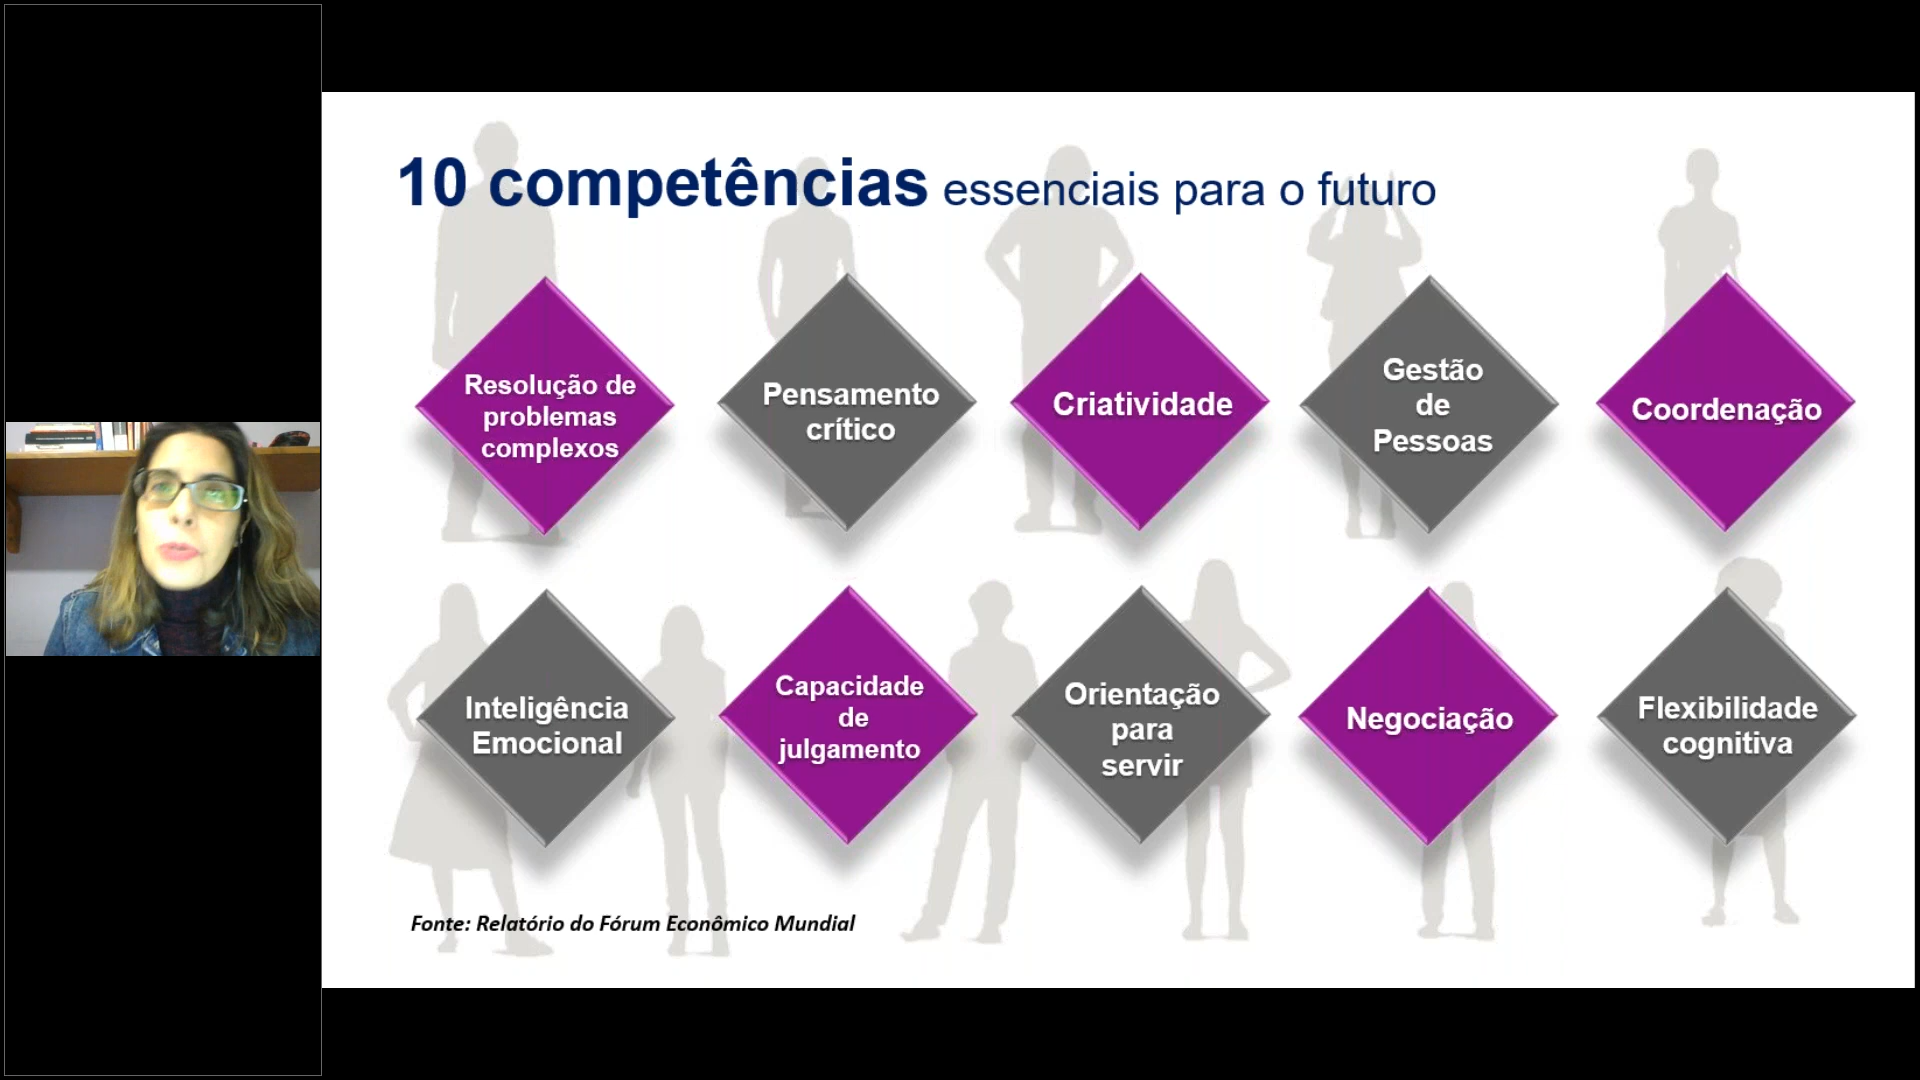 10 competências essenciais para o futuro
Resolução de
problemas
complexos
Pensamento
crítico
Criatividade
Gestão
de
Pessoas
Coordenação
Inteligência
Emocional
Capacidade
de
julgamento
Orientação
para
servir
Negociação
Flexibilidade
cognitiva
Fonte: Relatório do Fórum Econômico Mundial